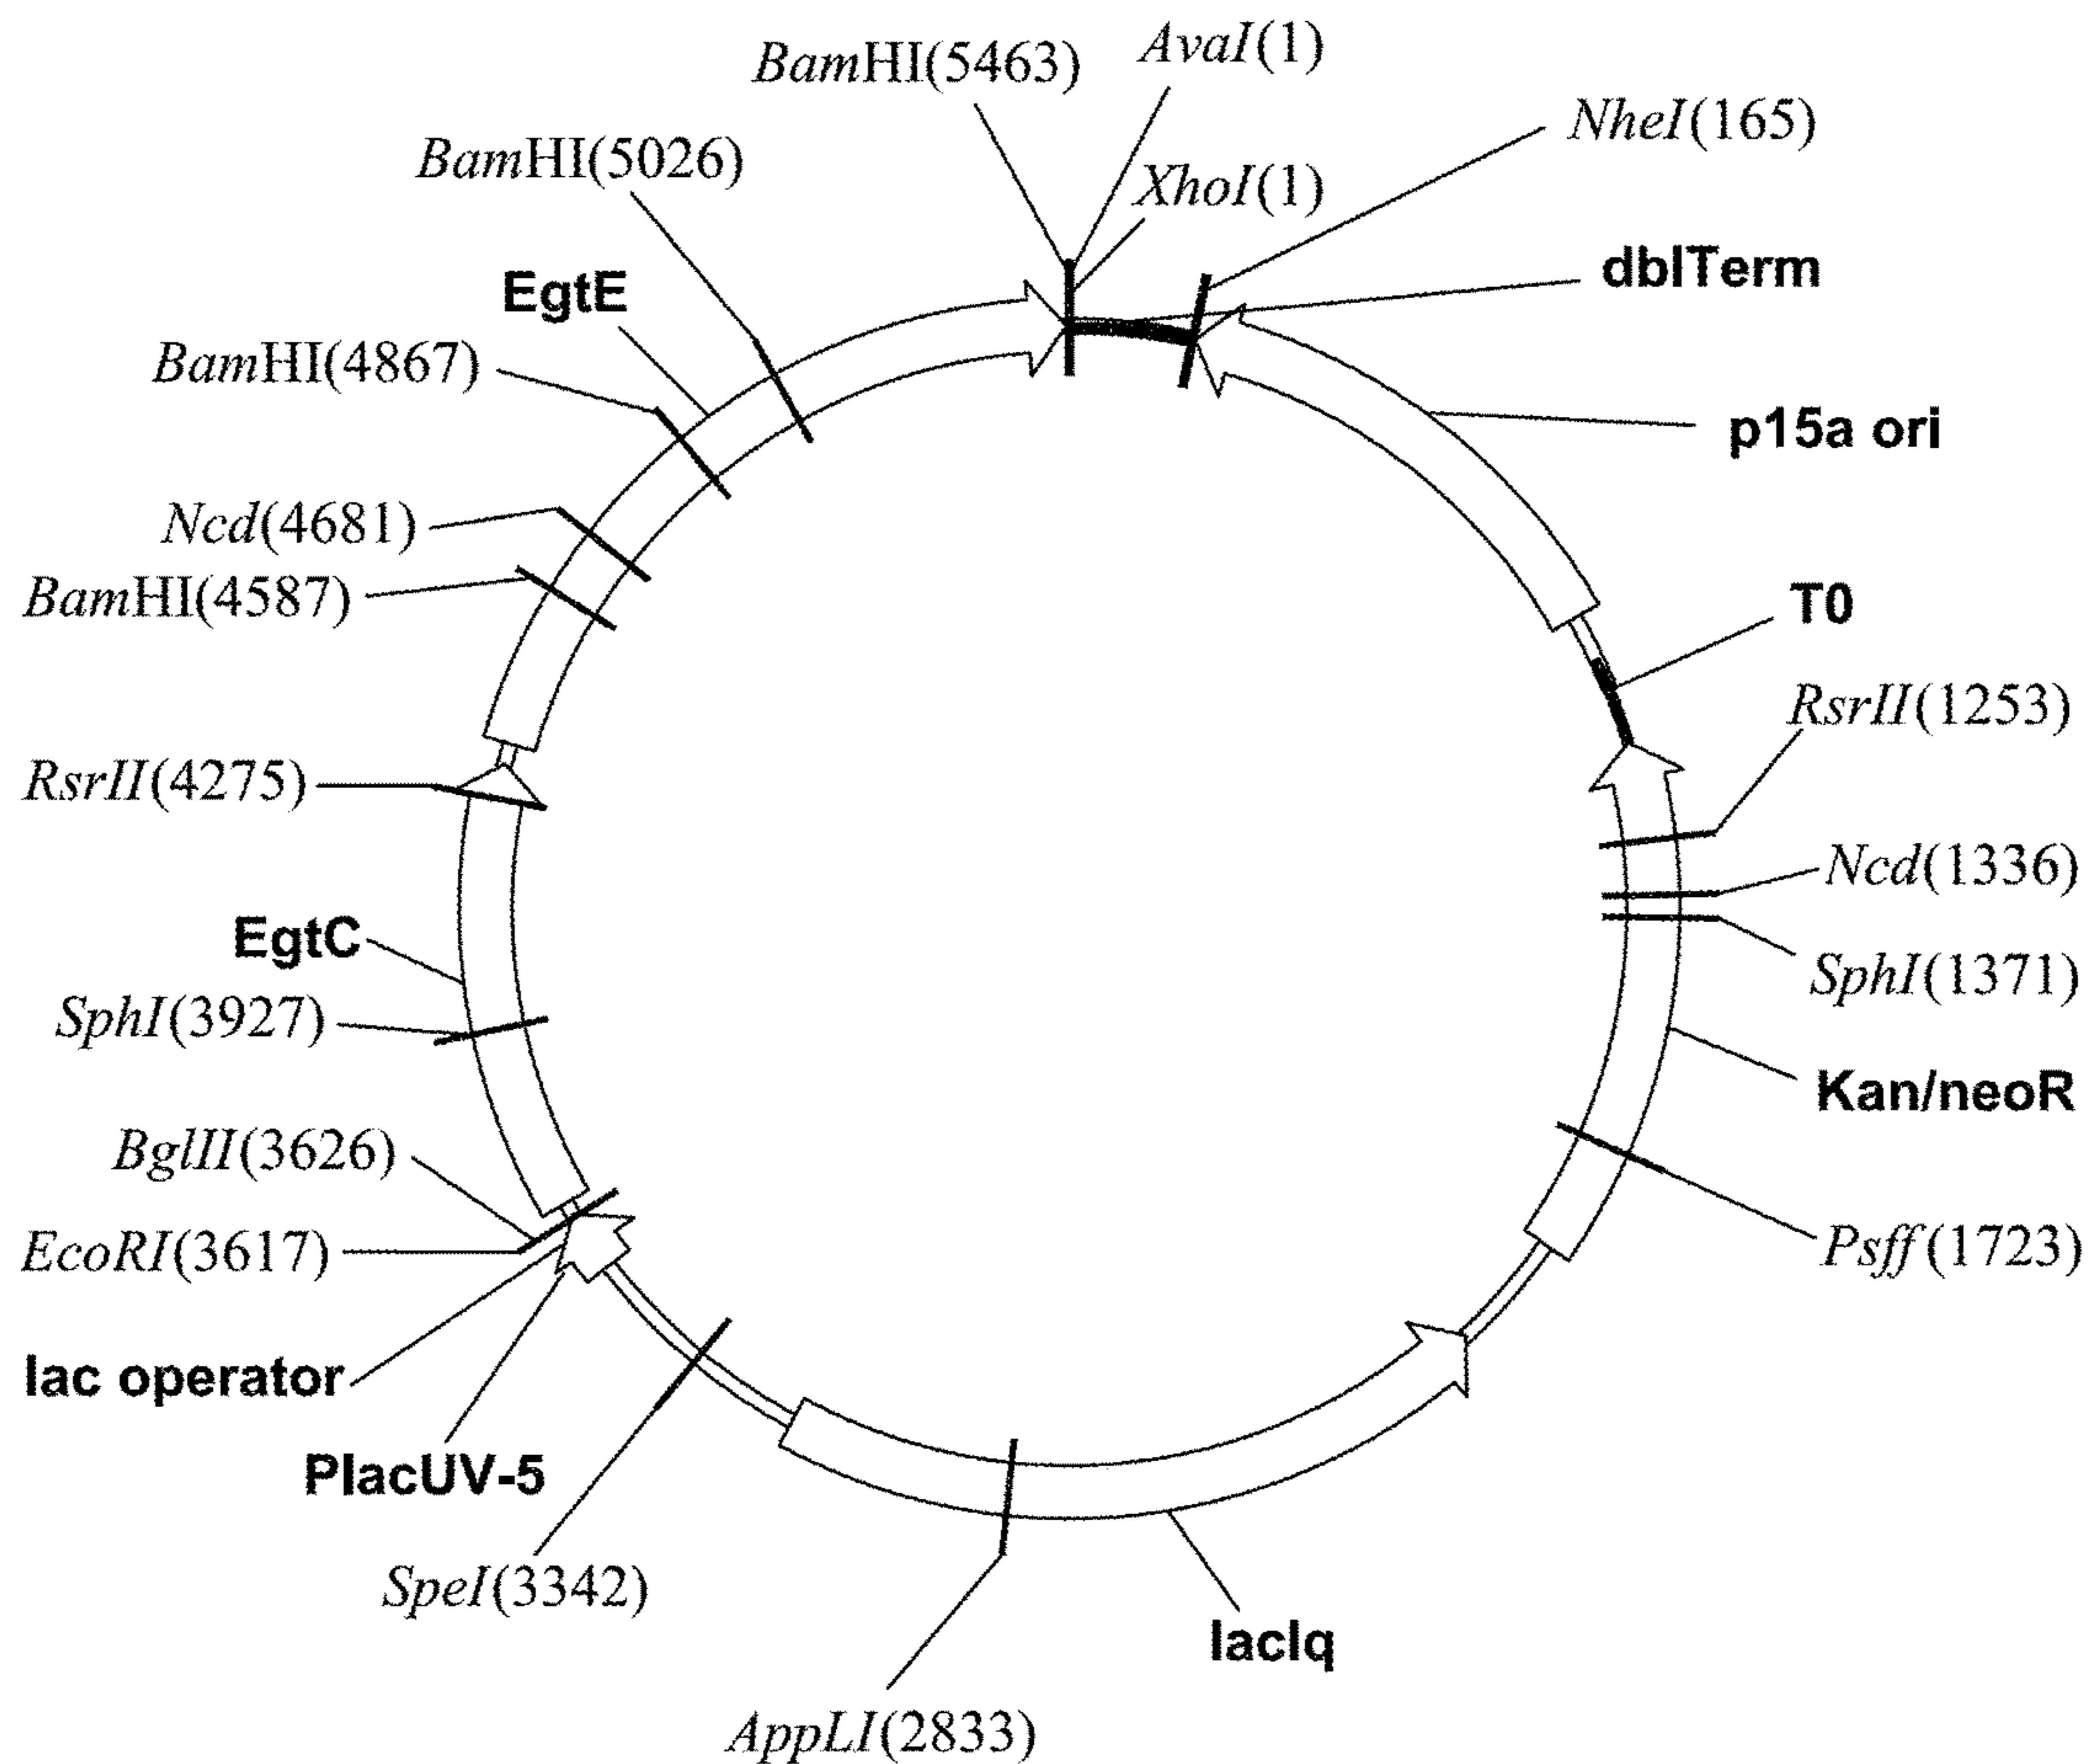 BamHI(5463)
AvaI(1)
NheI(165)
BamHI(5026)
XhoI(1)
dblTerm
EgtE
BamHI(4867)
p15a ori
Ncd(4681)
BamHI(4587)
T0
RsrII(1253)
RsrII(4275)
Ncd(1336)
EgtC
SphI(1371)
SphI(3927)
Kan/neoR
BglII(3626)
EcoRI(3617)
Psff(1723)
lac operator
PlacUV-5
SpeI(3342)
lacIq
AppLI(2833)